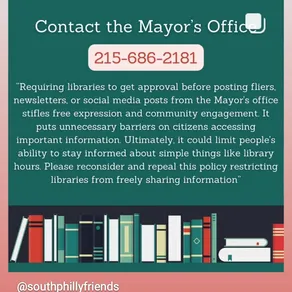 Contact the Mayor's Office
215-686-2181
"Requiring libraries to get approval before posting fliers,
newsletters, or social media posts from the Mayor's office
stifles free expression and community engagement. It
puts unnecessary barriers on citizens accessing
important information. Ultimately, it could limit people's
ability to stay informed about simple things like library
hours. Please reconsider and repeal this policy restricting
libraries from freely sharing information"
@southphillyfriends